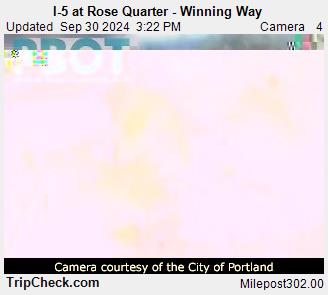 I-5 at Rose Quarter - Winning Way
Updated Sep 30 2024 3:22 PM Camera 4
PBOT
Camera courtesy of the City of Portland
TripCheck.com Milepost302.00